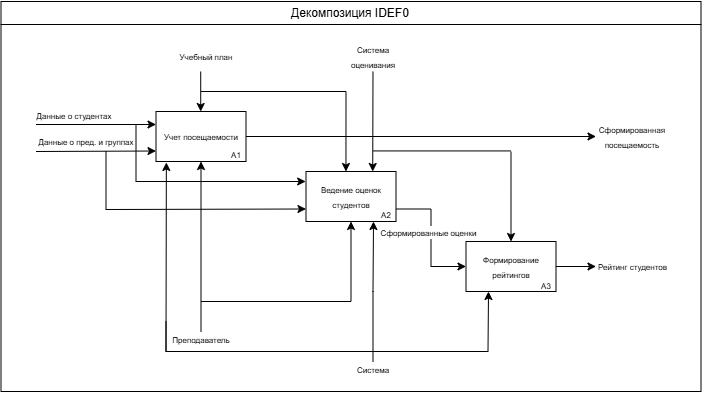 Декомпозиция IDEF0
Учебный план
Система
оценивания
Данные о студентах
Данные о пред. и группах
Учет посещаемости
A1
Сформированная
посещаемость
Ведение оценок
студентов
A2
Сформированные оценки
Формирование
рейтингов
A3
Рейтинг студентов
Преподаватель
Система